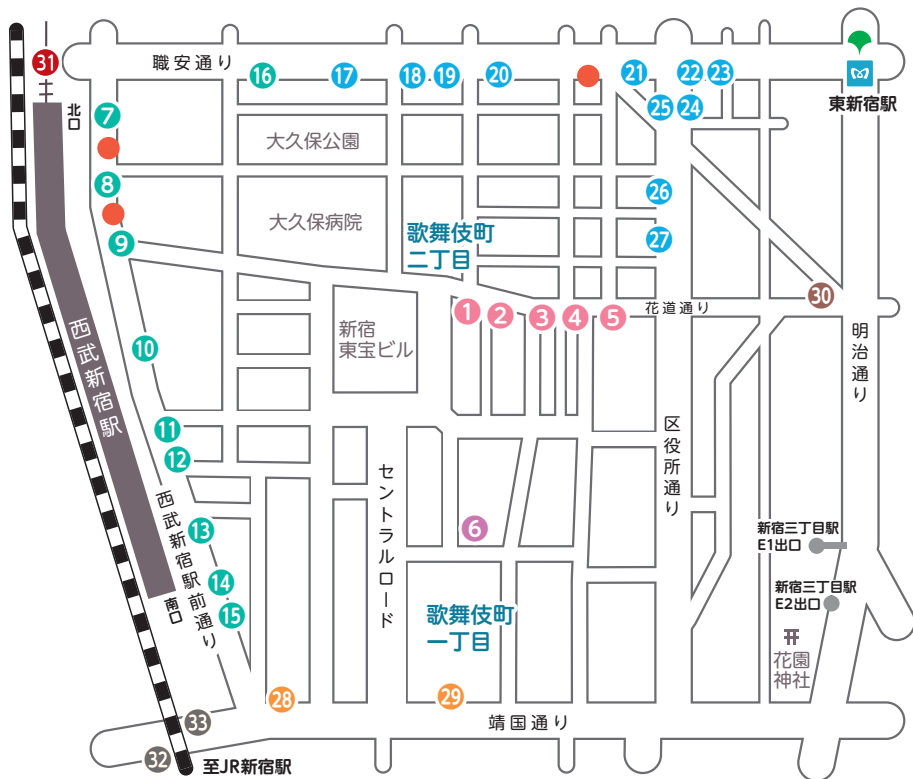 31
職安通り
16
17
18
19
20
21
22
23
東新宿駅
北口
7
25
24
大久保公園
8
26
大久保病院
歌舞伎町
二丁目
9
27
30
1
2
3
4
5
花道通り
新宿
東宝ビル
10
西武新宿駅
明治通り
11
12
区役所通り
セントラルロード
西武新宿駅前通り
13
6
新宿三丁目駅
E1出口
14
15
南口
新宿三丁目駅
E2出口
歌舞伎町
一丁目
花園
神社
28
29
靖国通り
33
32
至JR新宿駅